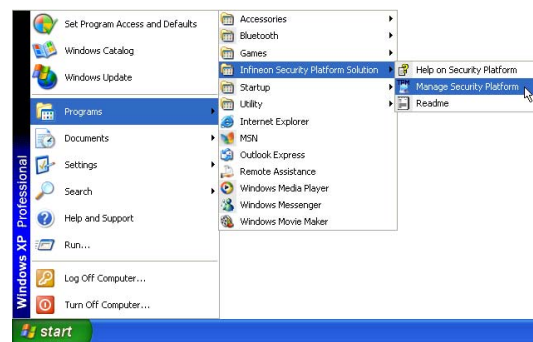 Set Program Access and Defaults
Windows Catalog
Windows Update
Programs
Documents
Settings
Search
Help and Support
Run...
Log Off Computer...
Turn Off Computer...
Windows XP Professional
start
Accessories
Bluetooth
Games
Infineon Security Platform Solution
Startup
Utility
Internet Explorer
MSN
Outlook Express
Remote Assistance
Windows Media Player
Windows Messenger
Windows Movie Maker
Help on Security Platform
TPM
Manage Security Platform
Readme